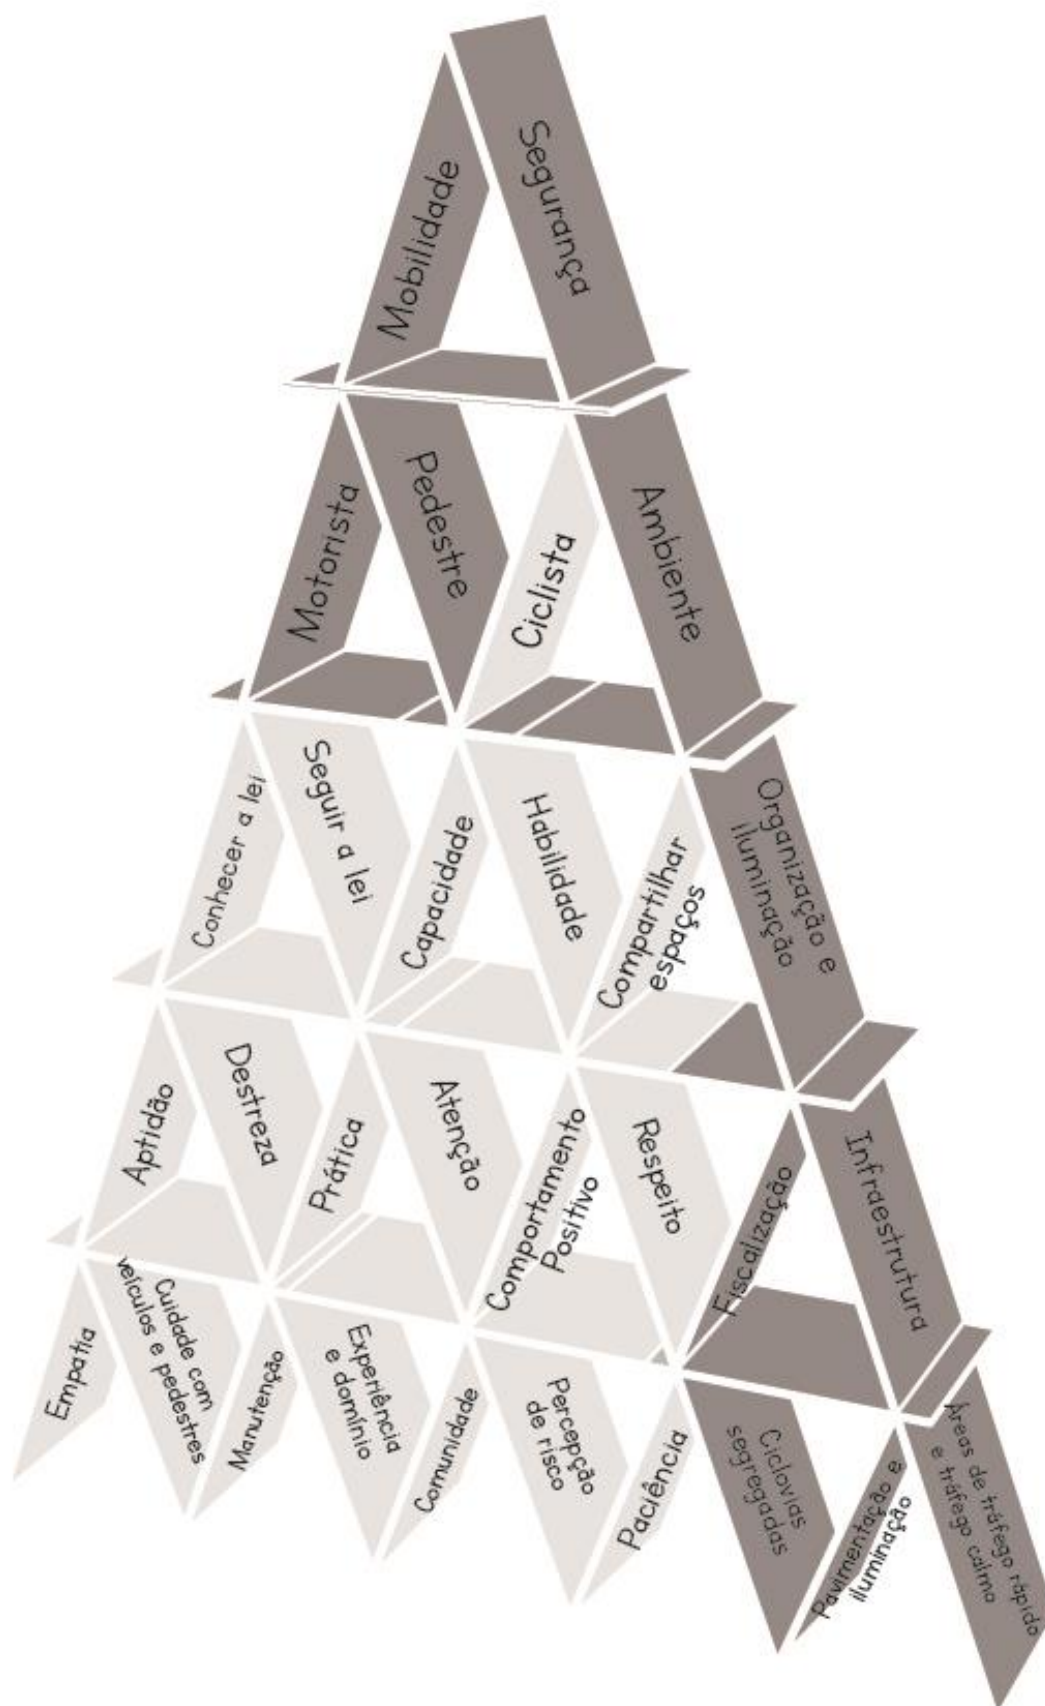 Mobilidade
Segurança
Motorista
Pedestre
Ciclista
Ambiente
Conhecer a lei
Seguir a lei
Capacidade
Habilidade
Compartilhar
espaços
Organização e
iluminação
Aptidão
Destreza
Prática
Atenção
Comportamento
Positivo
Respeito
Fiscalização
Infraestrutura
Empatia
Cuidade com
veículos e pedestres
Manutenção
Experiência
e domínio
Comunidade
Percepção
de risco
Paciência
Ciclovias
segregadas
Pavimentação e
iluminação
Áreas de tráfego rápido
e tráfego calmo